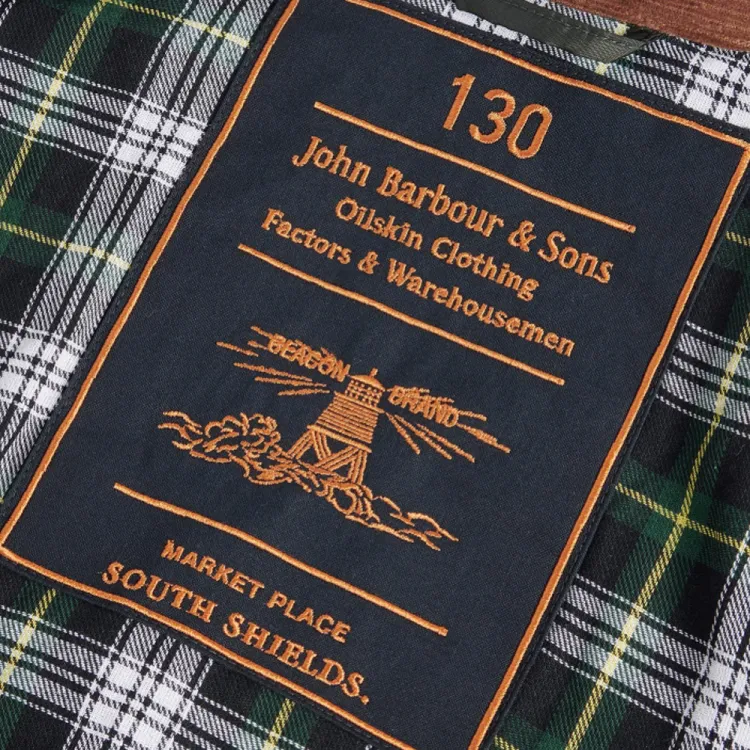 130
John Barbour & Sons
Oilskin Clothing
Factors & Warehousemen
BEACON BRAND
MARKET PLACE
SOUTH SHIELDS.